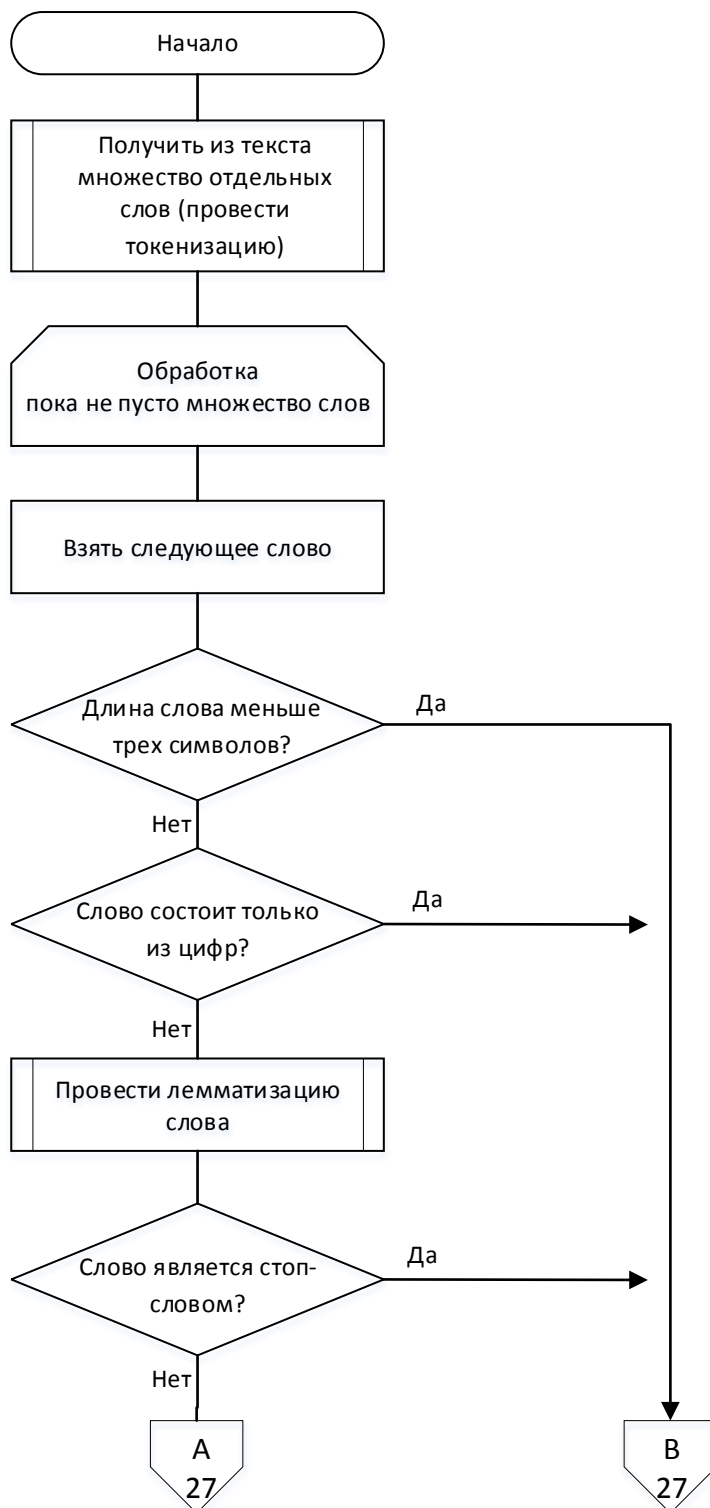 Начало
Получить из текста
множество отдельных
слов (провести
токенизацию)
Обработка
пока не пусто множество слов
Взять следующее слово
Длина слова меньше
трех символов?
Да
Нет
Слово состоит только
из цифр?
Да
Нет
Провести лемматизацию
слова
Слово является стоп-
словом?
Да
Нет
А
27
В
27